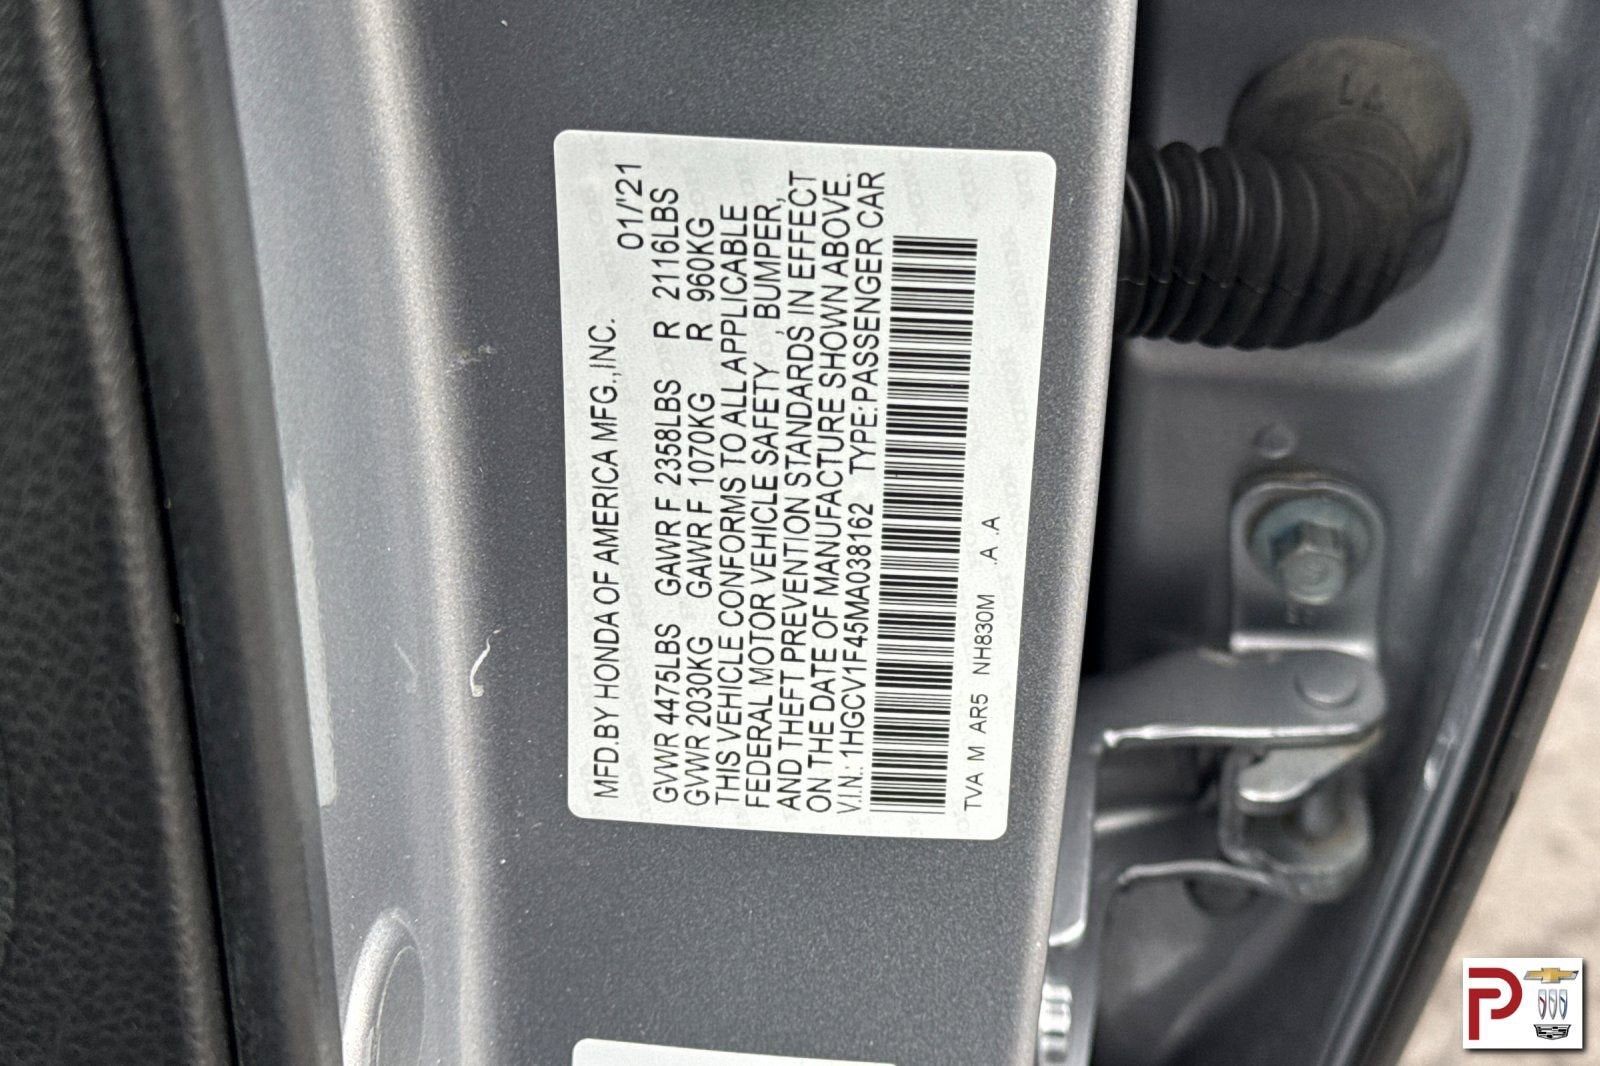 MFD.BY HONDA OF AMERICA MFG.,INC. 01/'21
GVWR 4475LBS GAWR F 2358LBS R 2116LBS
GVWR 2030KG GAWR F 1070KG R 960KG
THIS VEHICLE CONFORMS TO ALL APPLICABLE
FEDERAL MOTOR VEHICLE SAFETY , BUMPER,
AND THEFT PREVENTION STANDARDS IN EFFECT
ON THE DATE OF MANUFACTURE SHOWN ABOVE.
V.I.N.: 1HGCV1F45MA038162 TYPE:PASSENGER CAR
TVA M AR5 NH830M .A .A
P